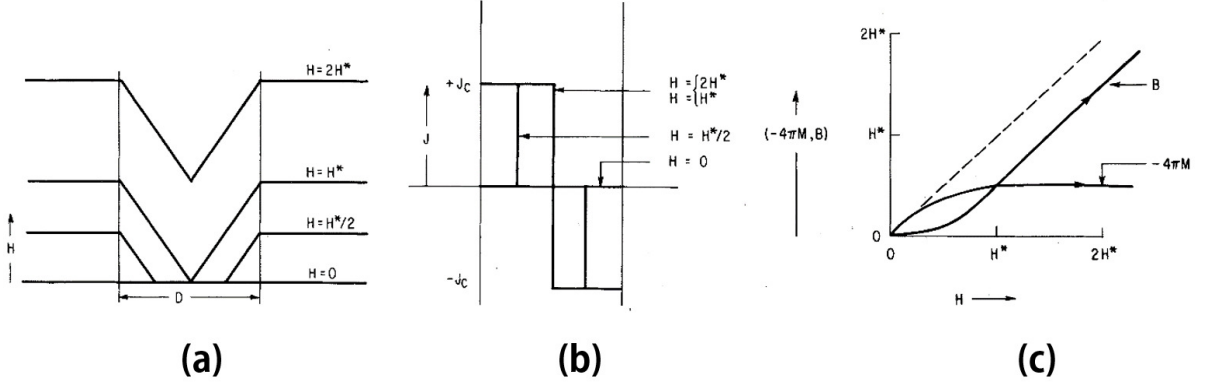 H=2H*
H=H*
H=H*/2
H=0
H
D
(a)
+Jc
J
-Jc
H = {2H*
H = {H*
H = H*/2
H = 0
(b)
(-4πM,B)
2H*
H*
0
B
-4πM
0
H*
2H*
H
(c)